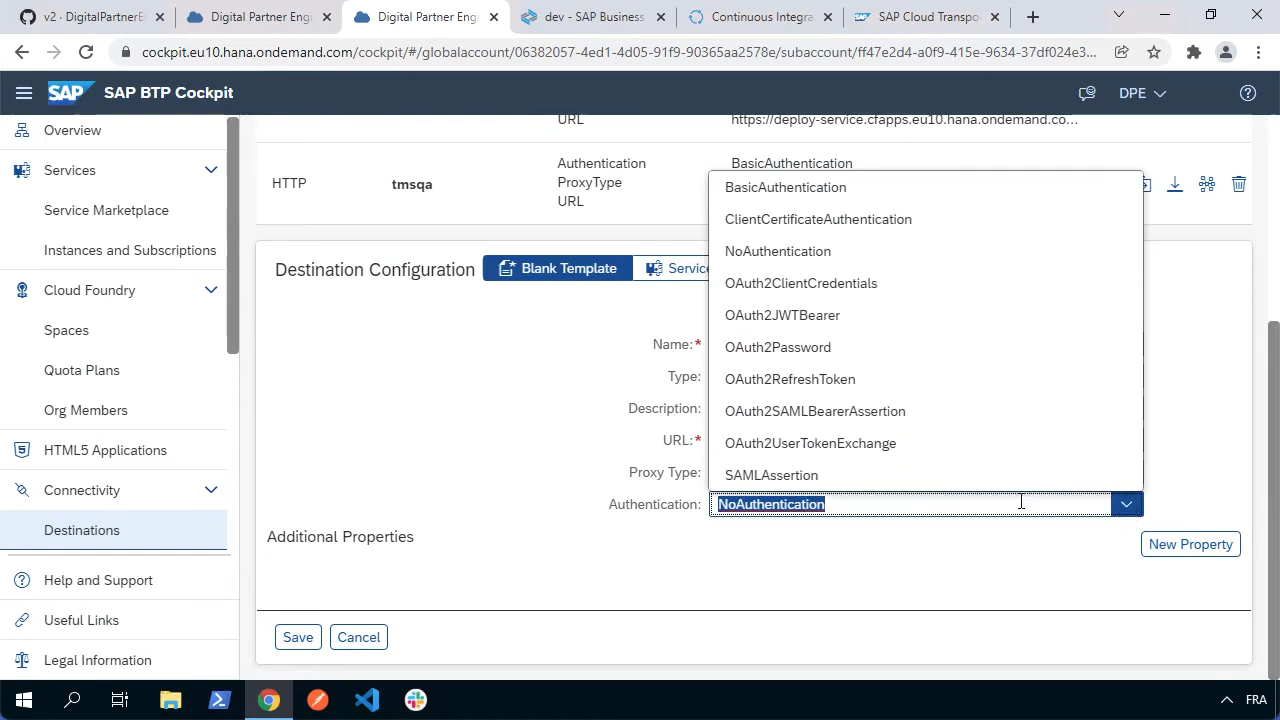 v2 · DigitalPartnerEn
Digital Partner Engi
Digital Partner Engi
dev - SAP Business
Continuous Integra
SAP Cloud Transpo
cockpit.eu10.hana.ondemand.com/cockpit/#/globalaccount/06382057-4ed1-4d05-91f9-90365aa2578e/subaccount/ff47e2d4-a0f9-415e-9634-37df024e3...
SAP
SAP BTP Cockpit
DPE
Overview
Services
Service Marketplace
Instances and Subscriptions
Cloud Foundry
Spaces
Quota Plans
Org Members
HTML5 Applications
Connectivity
Destinations
Help and Support
Useful Links
Legal Information
URL
https://deploy-service.cfapps.eu10.hana.ondemand.co...
HTTP
tmsqa
Authentication
BasicAuthentication
ProxyType
URL
Destination Configuration
Blank Template
Service
Name:*
Type:
Description:
URL:*
Proxy Type:
Authentication:
BasicAuthentication
ClientCertificateAuthentication
NoAuthentication
OAuth2ClientCredentials
OAuth2JWTBearer
OAuth2Password
OAuth2RefreshToken
OAuth2SAMLBearerAssertion
OAuth2UserTokenExchange
SAMLAssertion
NoAuthentication
Additional Properties
New Property
Save
Cancel
FRA